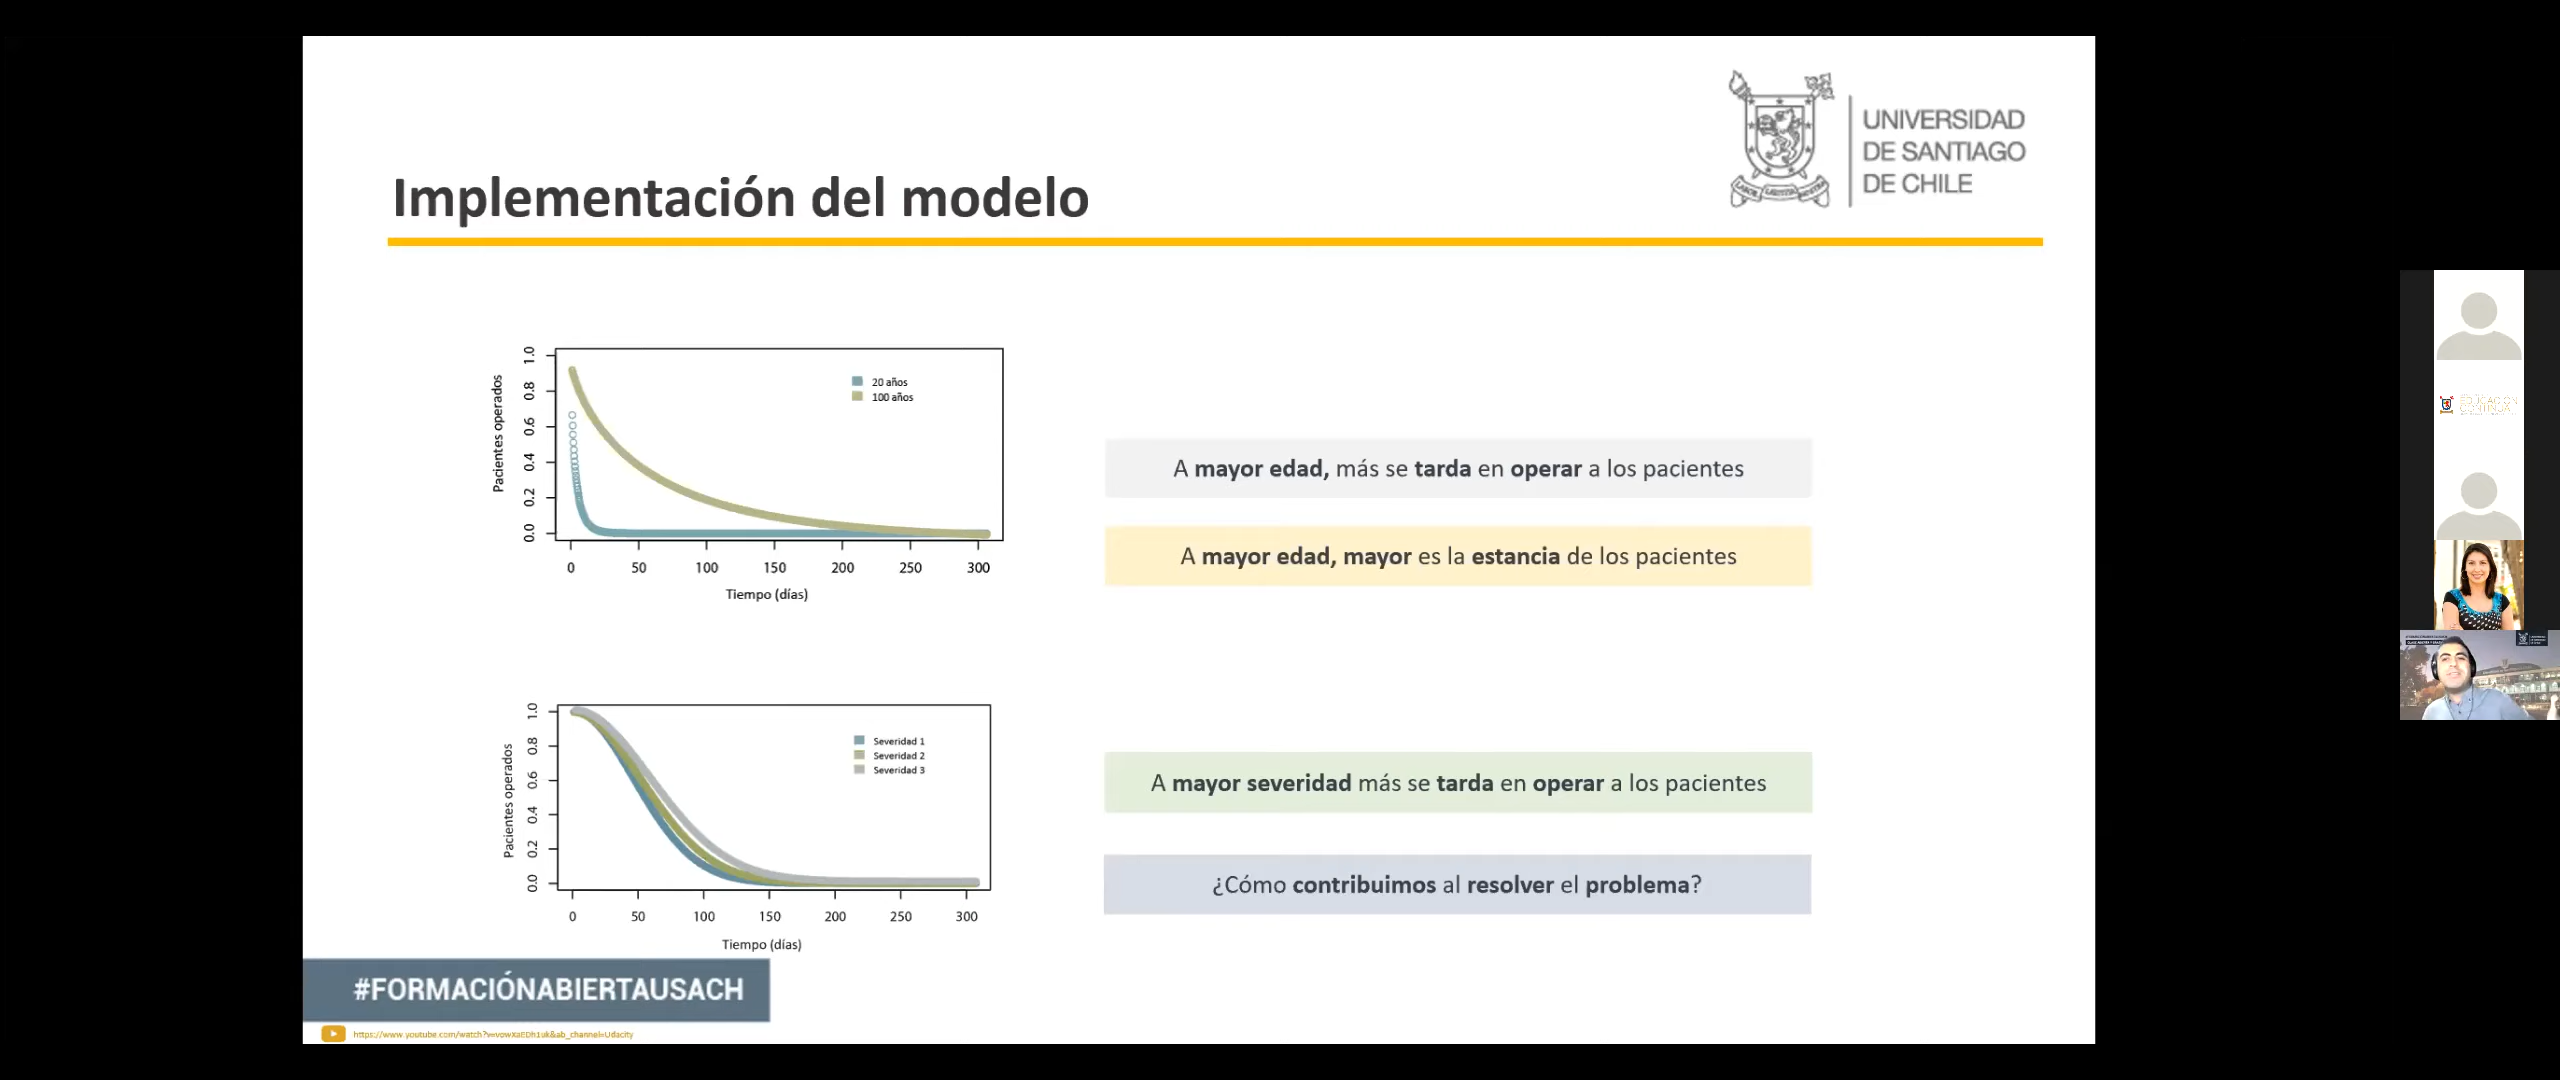 UNIVERSIDAD
DE SANTIAGO
DE CHILE
Implementación del modelo
Pacientes operados
1.0
0.8
0.6
0.4
0.2
0.0
20 años
100 años
0 50 100 150 200 250 300
Tiempo (días)
A mayor edad, más se tarda en operar a los pacientes
A mayor edad, mayor es la estancia de los pacientes
Pacientes operados
1.0
0.8
0.6
0.4
0.2
0.0
Severidad 1
Severidad 2
Severidad 3
0 50 100 150 200 250 300
Tiempo (días)
A mayor severidad más se tarda en operar a los pacientes
¿Cómo contribuimos al resolver el problema?
#FORMACIÓNABIERTAUSACH
EDUCACIÓN
CONTINUA